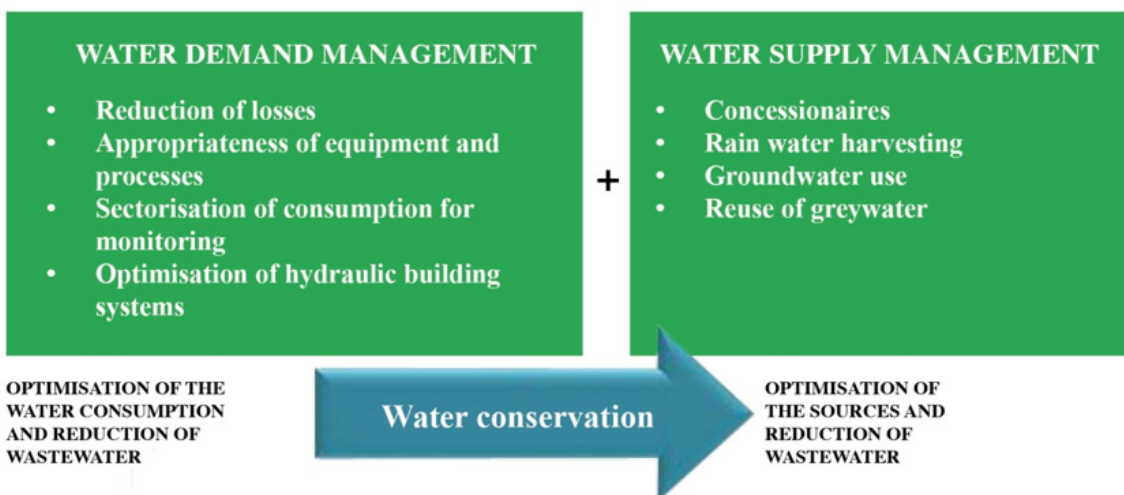 WATER DEMAND MANAGEMENT
• Reduction of losses
• Appropriateness of equipment and
processes
• Sectorisation of consumption for
monitoring
• Optimisation of hydraulic building
systems
+
WATER SUPPLY MANAGEMENT
• Concessionaires
• Rain water harvesting
• Groundwater use
• Reuse of greywater
OPTIMISATION OF THE
WATER CONSUMPTION
AND REDUCTION OF
WASTEWATER
Water conservation
OPTIMISATION OF
THE SOURCES AND
REDUCTION OF
WASTEWATER